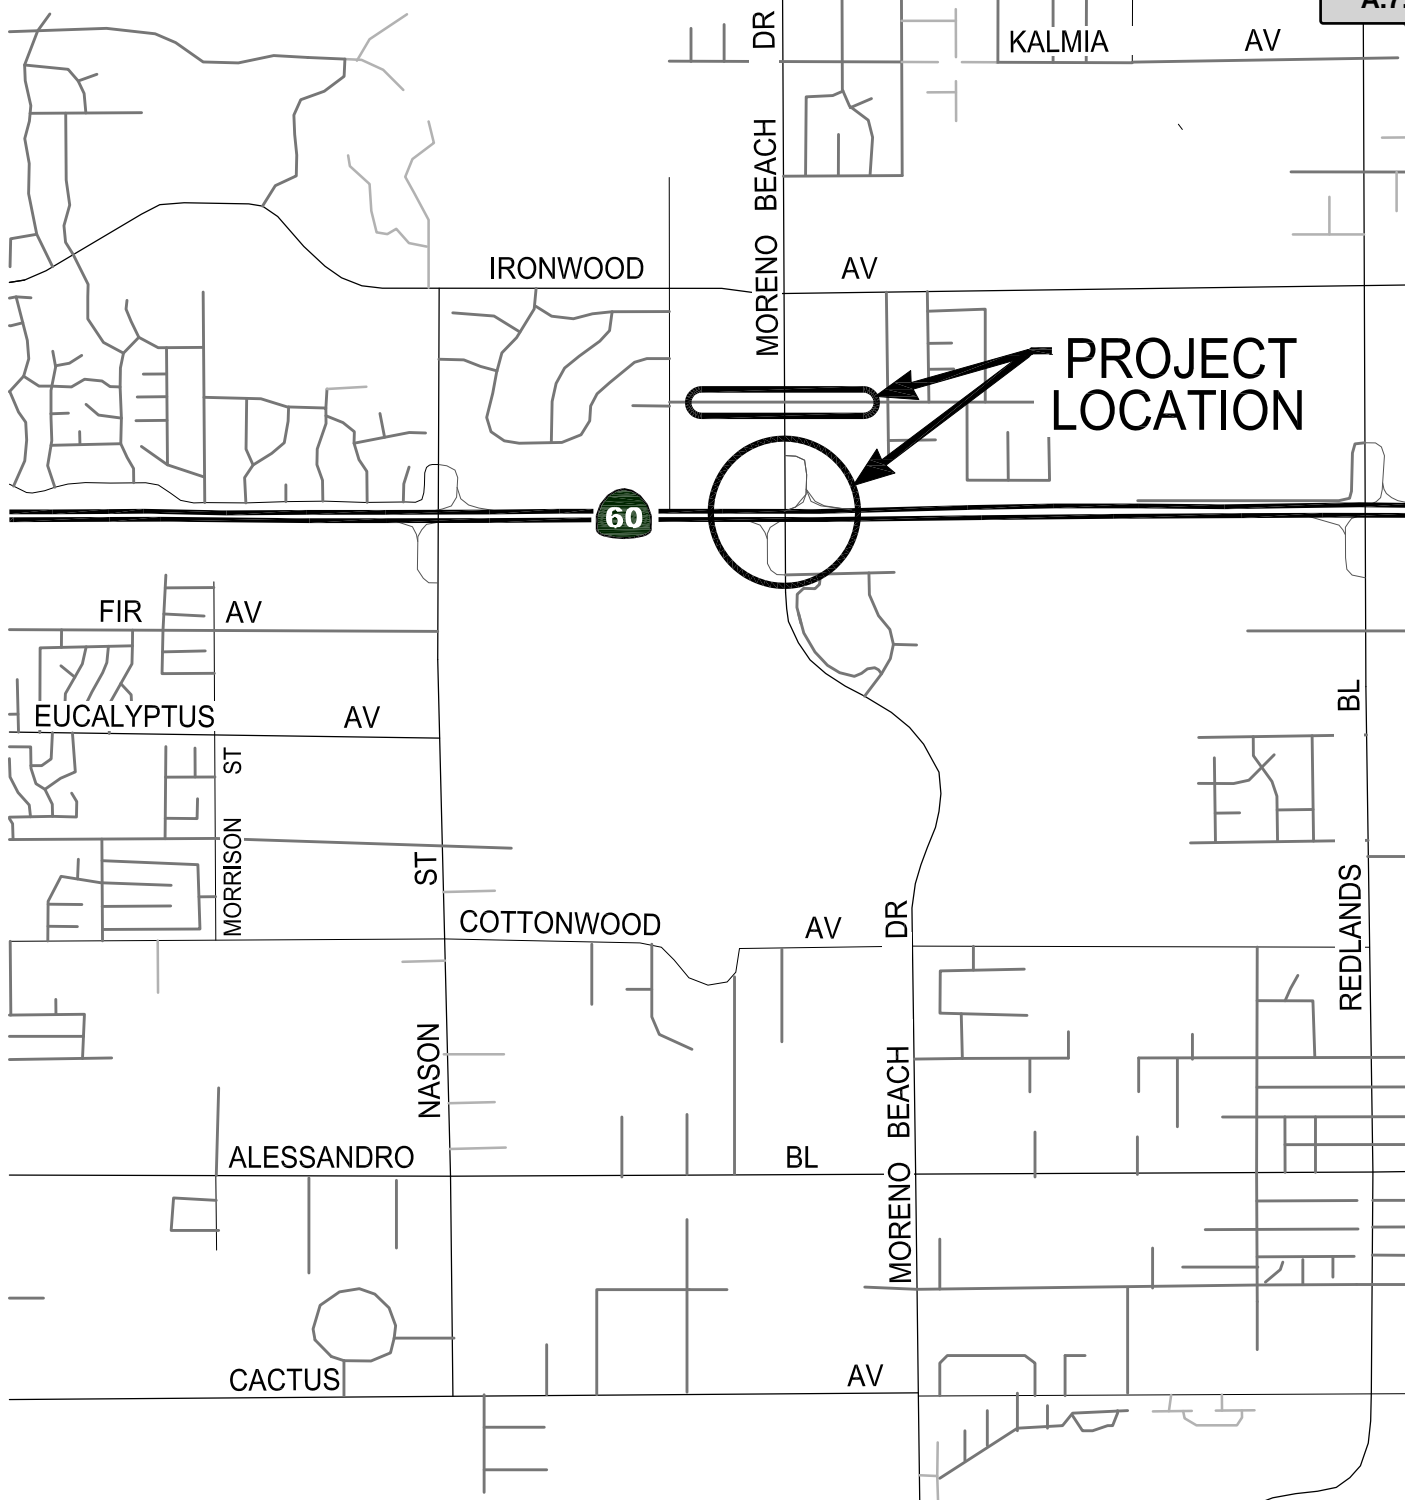 DR
KALMIA AV
MORENO BEACH
IRONWOOD AV
PROJECT
LOCATION
60
FIR AV
EUCALYPTUS AV
BL
MORRISON ST
NASON ST
COTTONWOOD AV
DR
REDLANDS
MORENO BEACH
ALESSANDRO BL
CACTUS AV